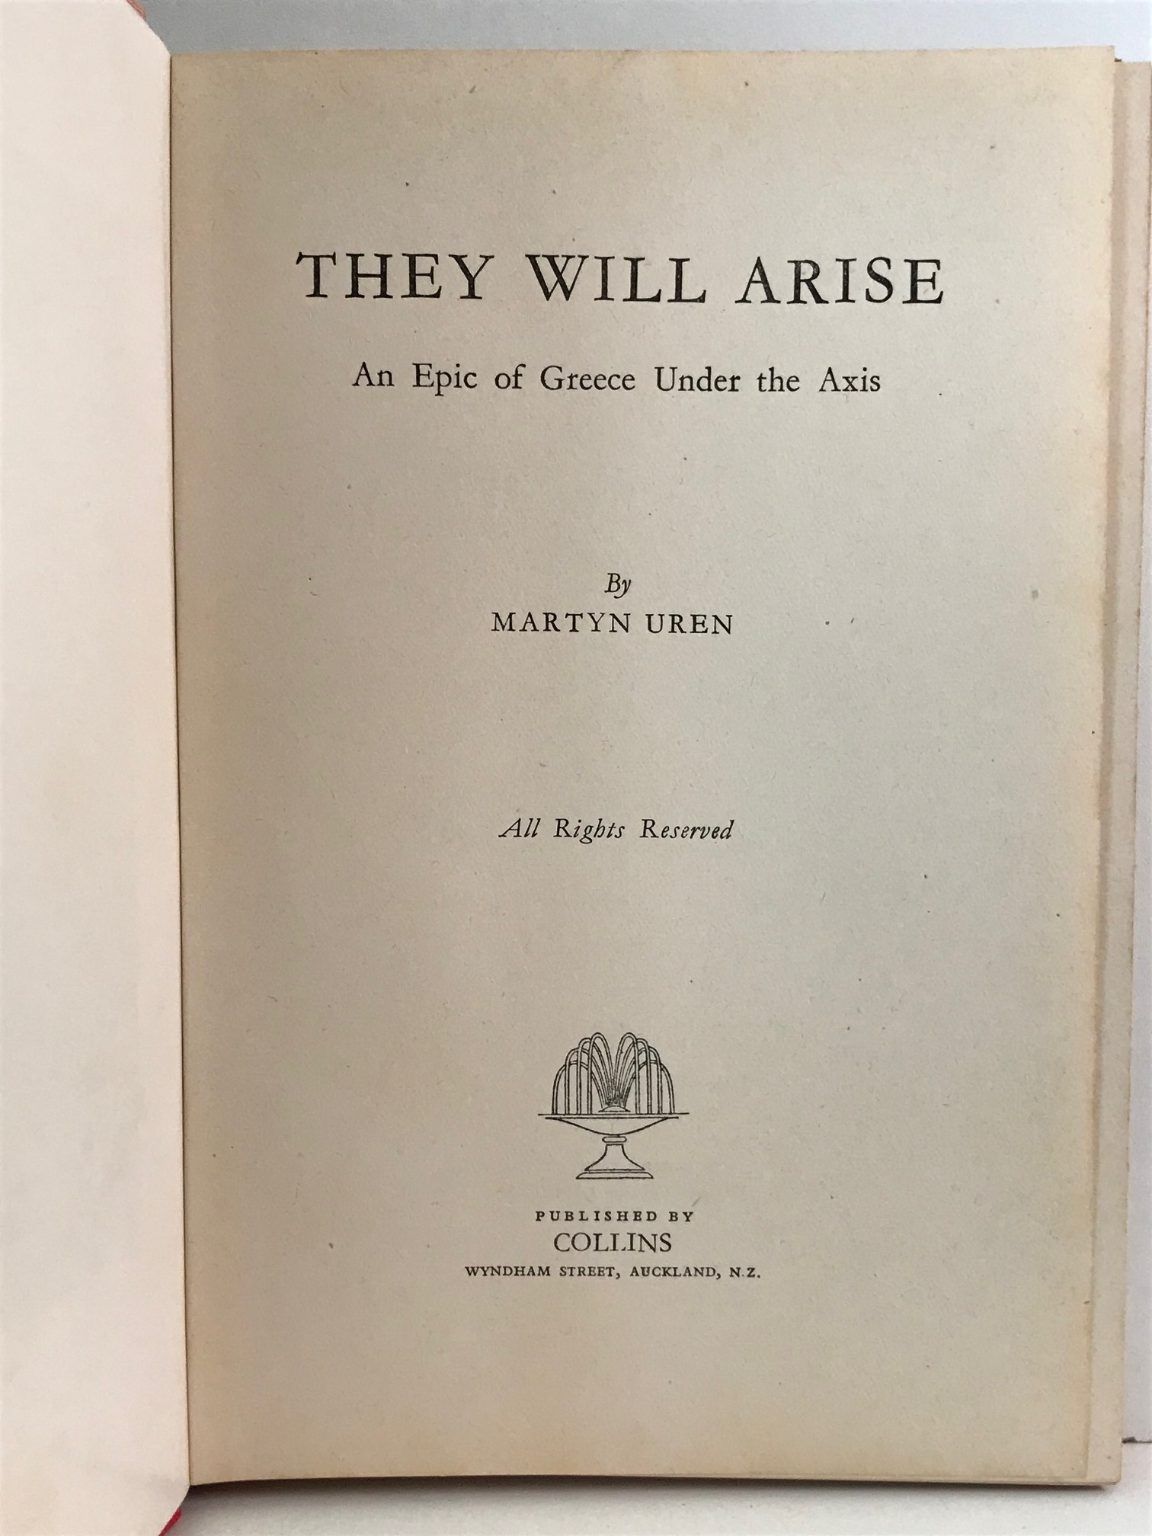 THEY WILL ARISE
An Epic of Greece Under the Axis
By
MARTYN UREN
All Rights Reserved
PUBLISHED BY
COLLINS
WYNDHAM STREET, AUCKLAND, N.Z.